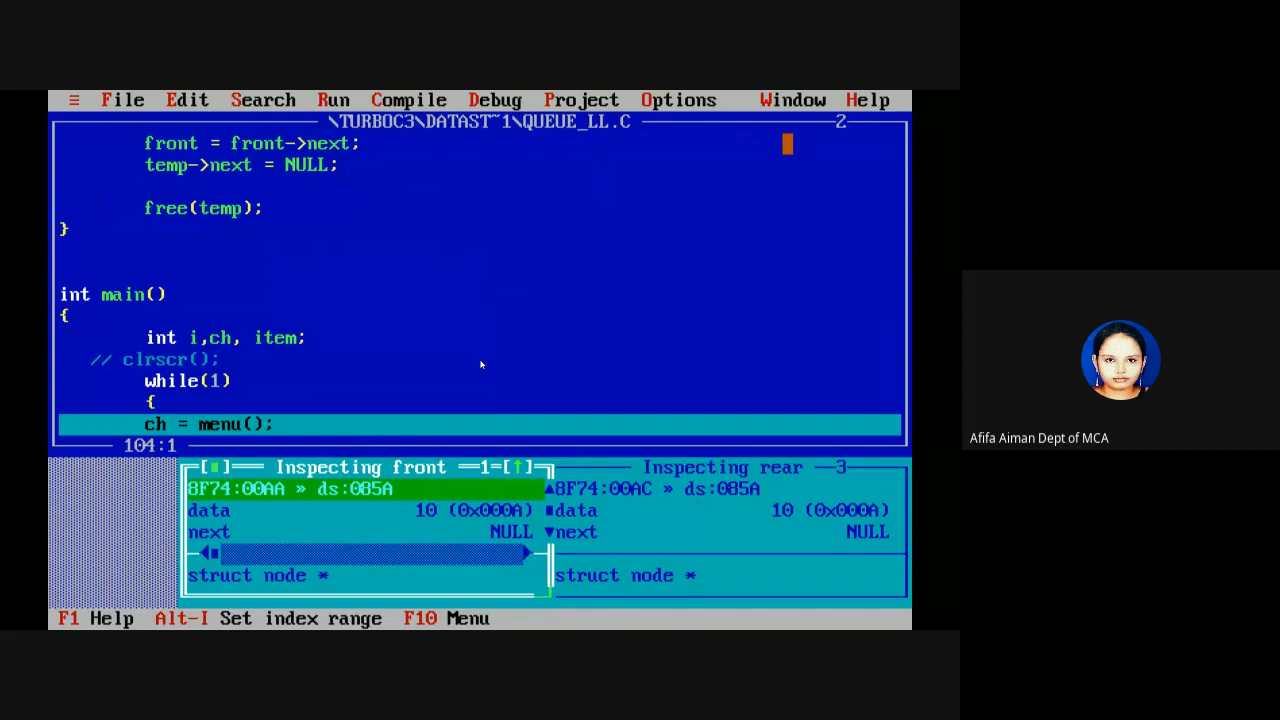 ≡ File Edit Search Run Compile Debug Project Options Window Help
\TURBOC3\DATAST~1\QUEUE_LL.C 2
front = front->next;
temp->next = NULL;
free(temp);
}
int main()
{
int i,ch, item;
// clrscr();
while(1)
{
ch = menu();
104:1
Inspecting front 1=[↑]
8F74:00AA » ds:085A
data 10 (0x000A)
next NULL
struct node *
Inspecting rear 3
8F74:00AC » ds:085A
data 10 (0x000A)
next NULL
struct node *
F1 Help Alt-I Set index range F10 Menu
Afifa Aiman Dept of MCA